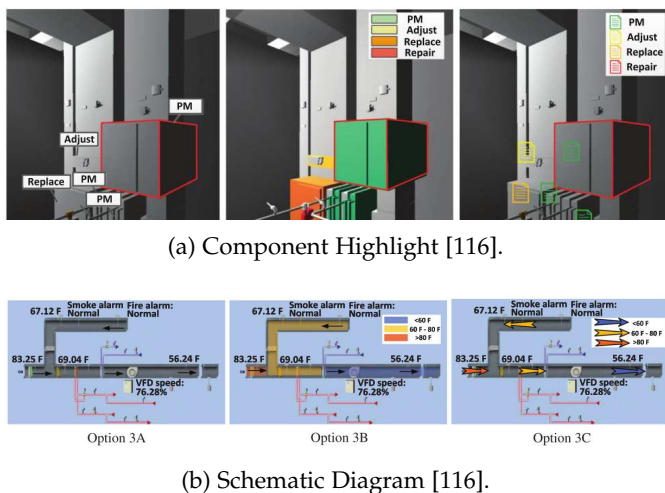 PM
Adjust
Replace
PM
PM
PM
Adjust
Replace
Repair
PM
Adjust
Replace
Repair
(a) Component Highlight [116].
Smoke alarm: Fire alarm:
67.12 F Normal Normal
83.25 F 69.04 F 56.24 F
VFD speed:
76.28%
Option 3A
Smoke alarm: Fire alarm:
67.12 F Normal Normal
<60 F
60 F - 80 F
>80 F
83.25 F 69.04 F 56.24 F
VFD speed:
76.28%
Option 3B
Smoke alarm: Fire alarm:
67.12 F Normal Normal
<60 F
60 F - 80 F
>80 F
83.25 F 69.04 F 56.24 F
VFD speed:
76.28%
Option 3C
(b) Schematic Diagram [116].